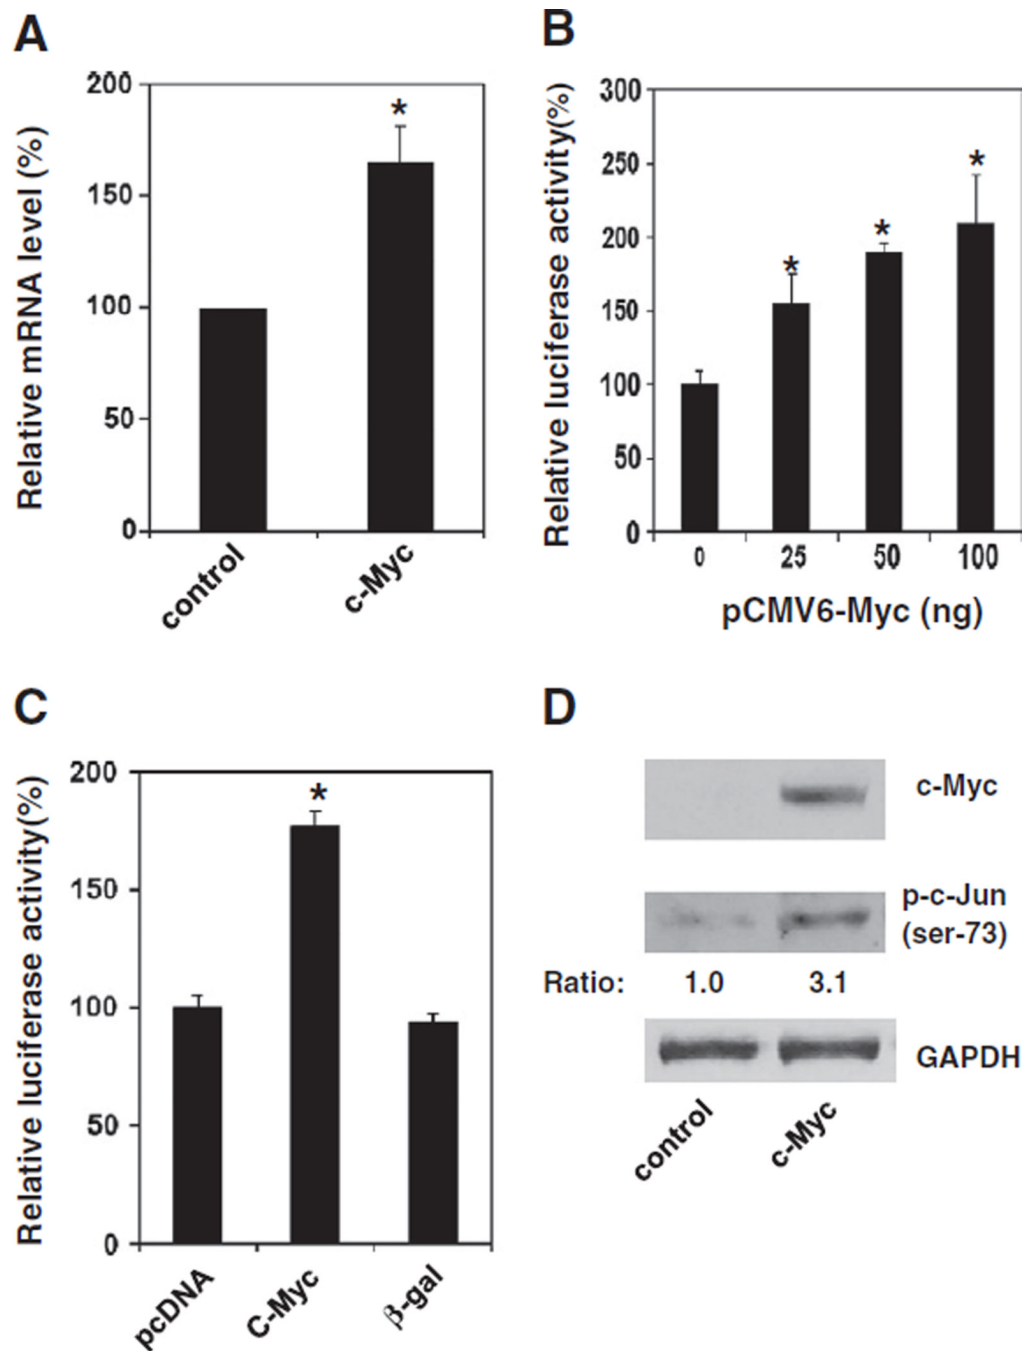 A
Relative mRNA level (%)
200
150
100
50
0
*
control
c-Myc
B
Relative luciferase activity(%)
300
250
200
150
100
50
0
*
*
*
0
25
50
100
pCMV6-Myc (ng)
C
Relative luciferase activity(%)
200
150
100
50
0
*
pcDNA
C-Myc
β-gal
D
c-Myc
p-c-Jun
(ser-73)
Ratio: 1.0 3.1
GAPDH
control
c-Myc